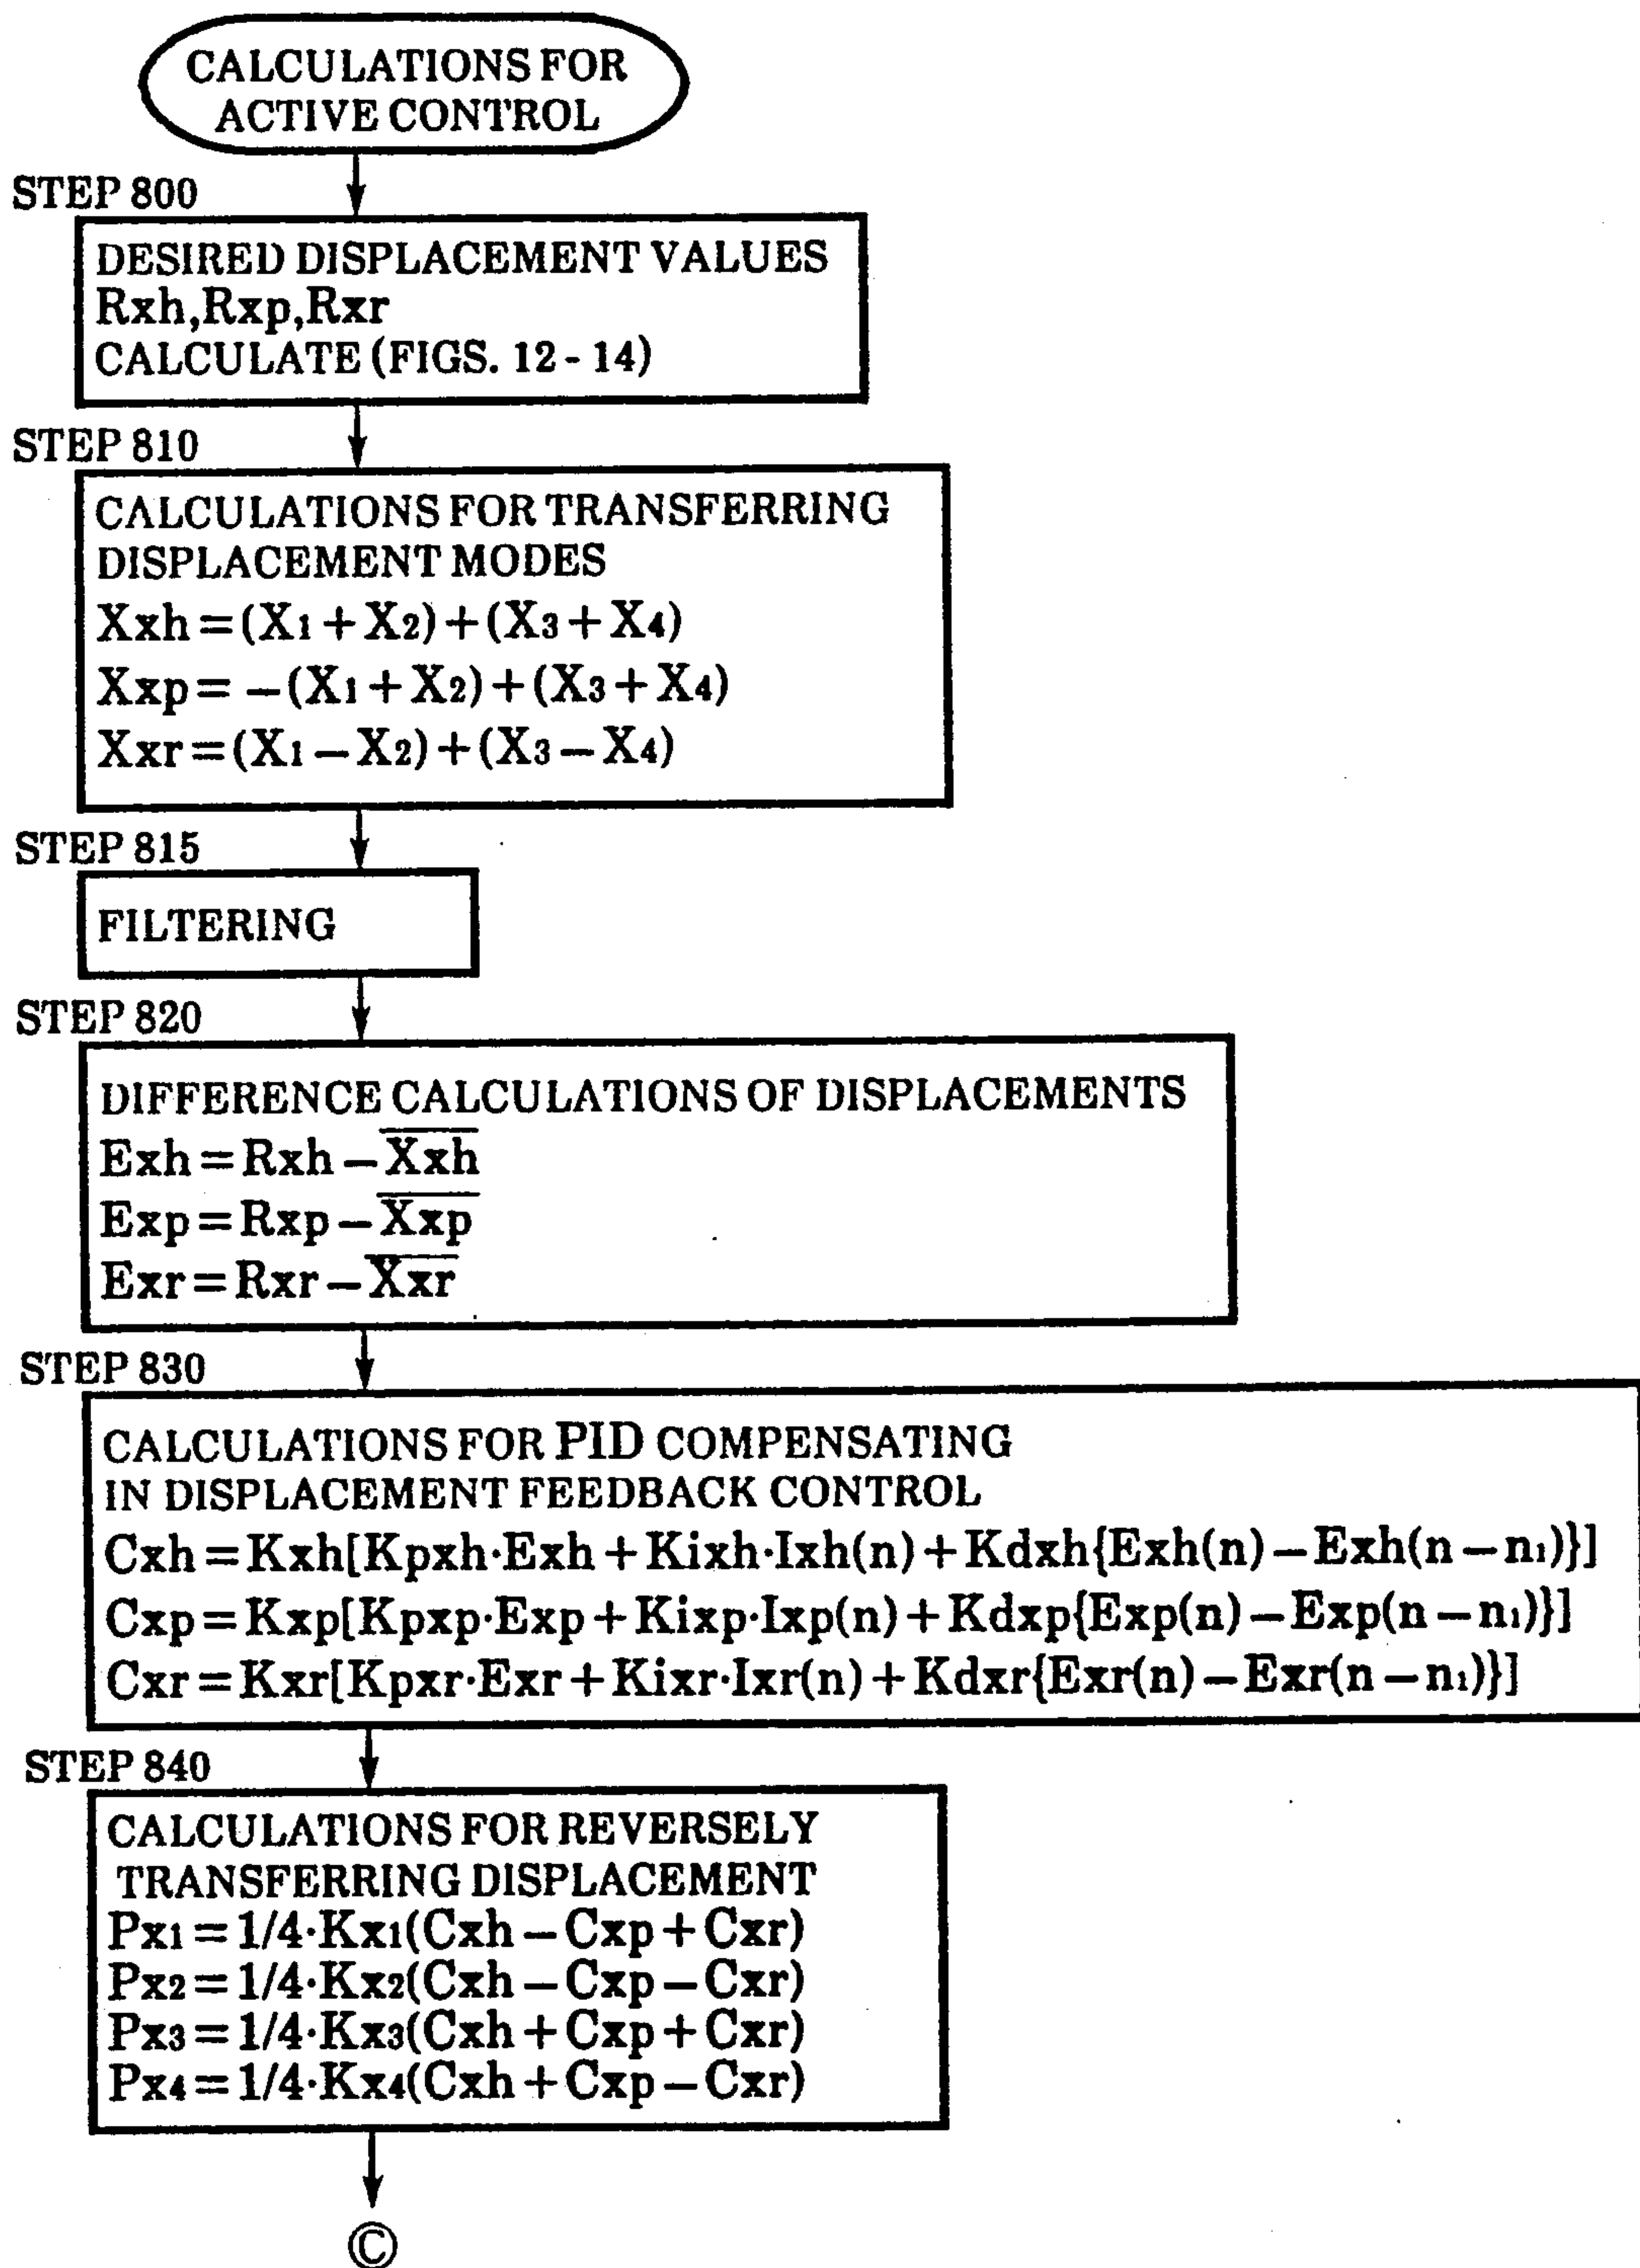 CALCULATIONS FOR
ACTIVE CONTROL
STEP 800
DESIRED DISPLACEMENT VALUES
Rxh,Rxp,Rxr
CALCULATE (FIGS. 12 - 14)
STEP 810
CALCULATIONS FOR TRANSFERRING
DISPLACEMENT MODES
Xxh = (X₁ + X₂) + (X₃ + X₄)
Xxp = −(X₁ + X₂) + (X₃ + X₄)
Xxr = (X₁ − X₂) + (X₃ − X₄)
STEP 815
FILTERING
STEP 820
DIFFERENCE CALCULATIONS OF DISPLACEMENTS
Exh = Rxh − X̅x̅h̅
Exp = Rxp − X̅x̅p̅
Exr = Rxr − X̅x̅r̅
STEP 830
CALCULATIONS FOR PID COMPENSATING
IN DISPLACEMENT FEEDBACK CONTROL
Cxh = Kxh[Kpxh·Exh + Kixh·Ixh(n) + Kdxh{Exh(n) − Exh(n − n₁)}]
Cxp = Kxp[Kpxp·Exp + Kixp·Ixp(n) + Kdxp{Exp(n) − Exp(n − n₁)}]
Cxr = Kxr[Kpxr·Exr + Kixr·Ixr(n) + Kdxr{Exr(n) − Exr(n − n₁)}]
STEP 840
CALCULATIONS FOR REVERSELY
TRANSFERRING DISPLACEMENT
Px₁ = 1/4·Kx₁(Cxh − Cxp + Cxr)
Px₂ = 1/4·Kx₂(Cxh − Cxp − Cxr)
Px₃ = 1/4·Kx₃(Cxh + Cxp + Cxr)
Px₄ = 1/4·Kx₄(Cxh + Cxp − Cxr)
Ⓒ